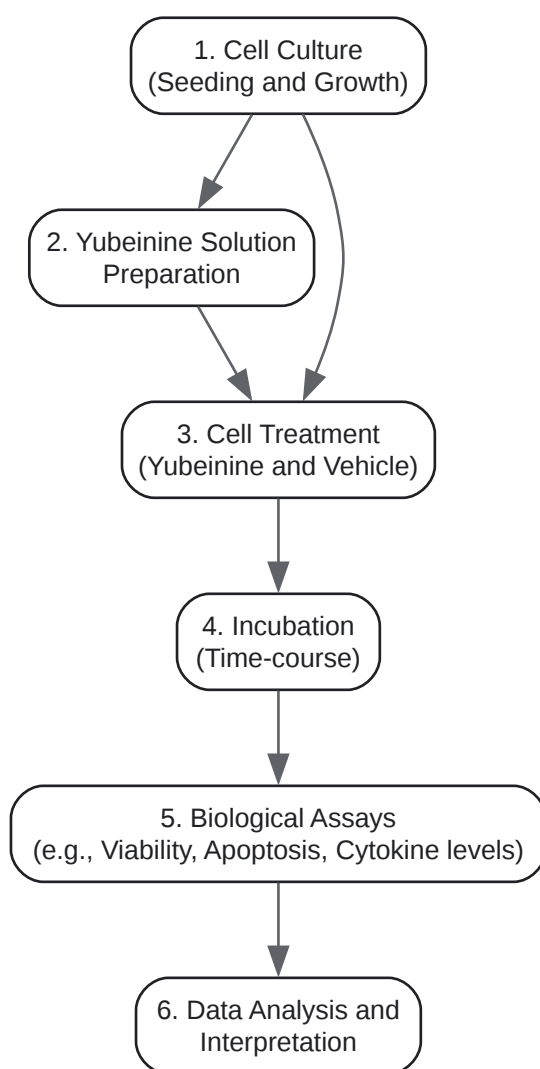 1. Cell Culture
(Seeding and Growth)
2. Yubeinine Solution
Preparation
3. Cell Treatment
(Yubeinine and Vehicle)
4. Incubation
(Time-course)
5. Biological Assays
(e.g., Viability, Apoptosis, Cytokine levels)
6. Data Analysis and
Interpretation